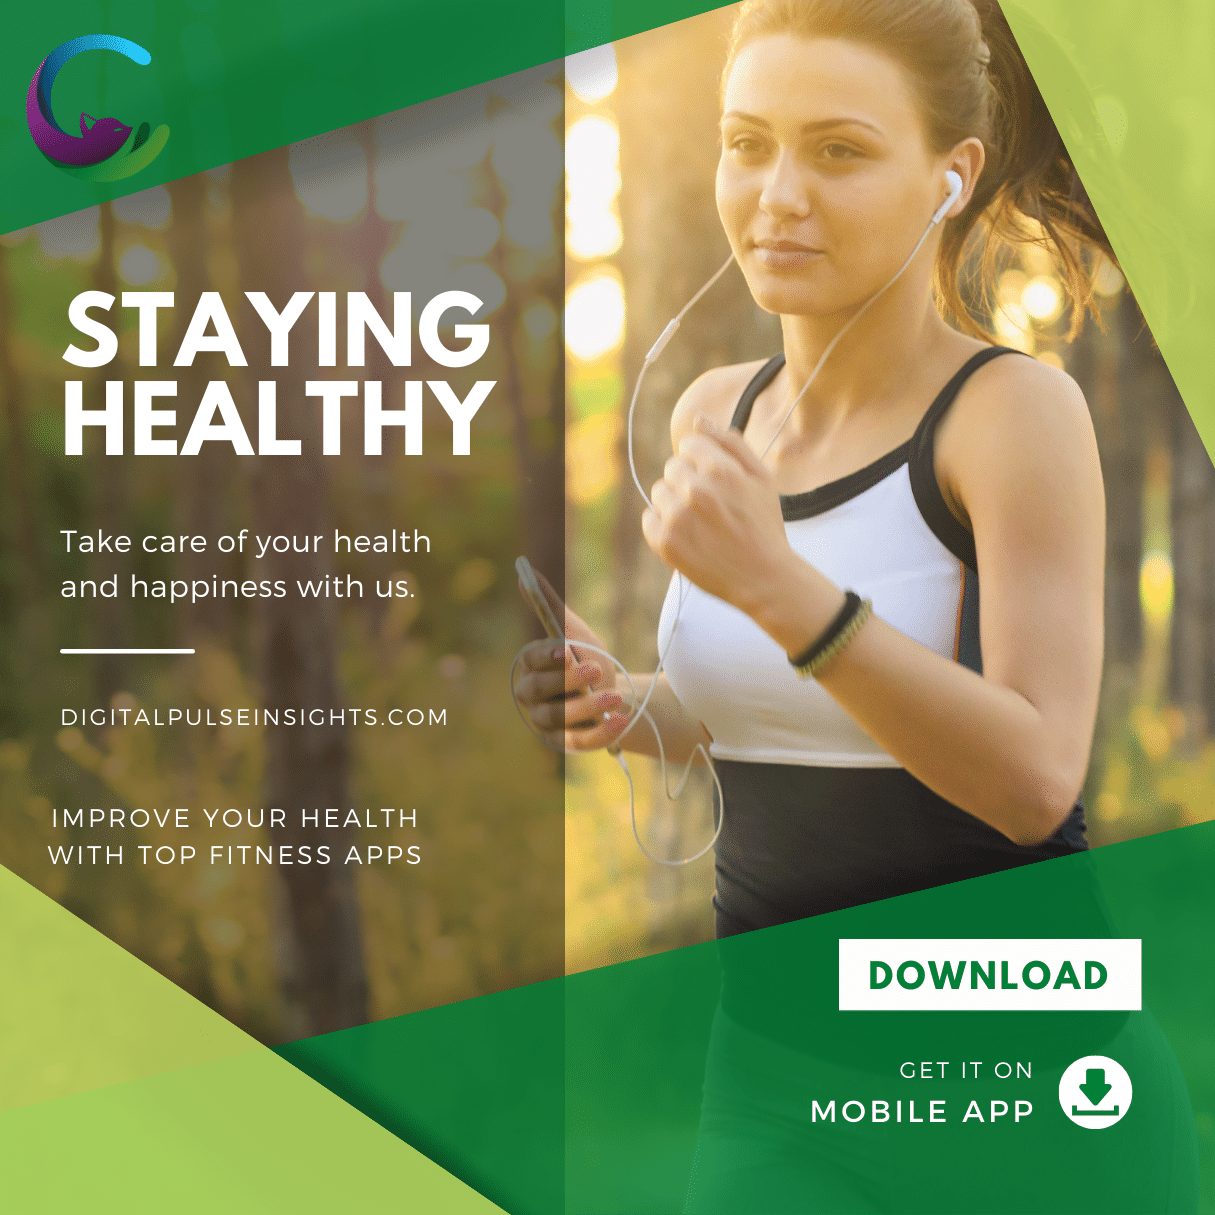 STAYING
HEALTHY
Take care of your health
and happiness with us.
DIGITALPULSEINSIGHTS.COM
IMPROVE YOUR HEALTH
WITH TOP FITNESS APPS
DOWNLOAD
GET IT ON
MOBILE APP